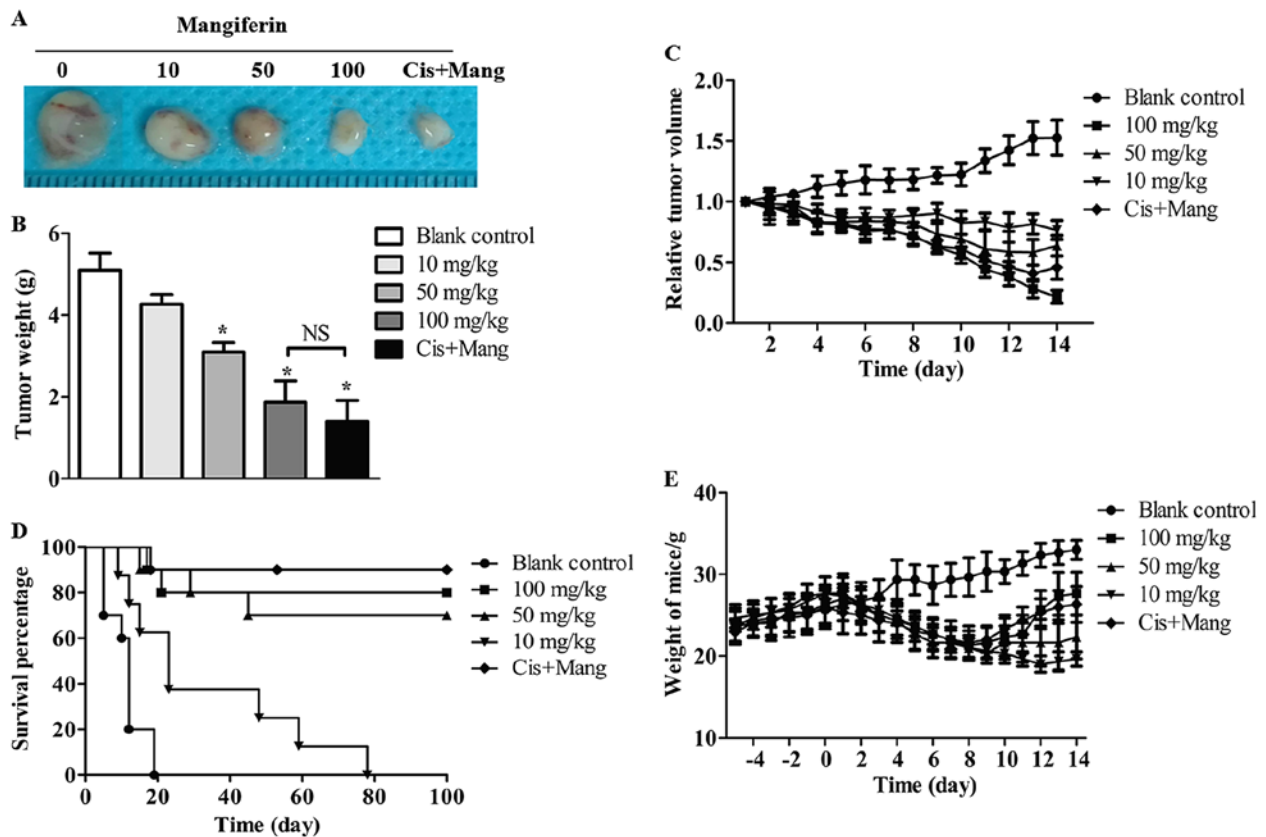 A
Mangiferin
0 10 50 100 Cis+Mang
B
Tumor weight (g)
6
4
2
0
* * *
NS
Blank control
10 mg/kg
50 mg/kg
100 mg/kg
Cis+Mang
C
Relative tumor volume
2.0
1.5
1.0
0.5
0.0
2 4 6 8 10 12 14
Time (day)
Blank control
100 mg/kg
50 mg/kg
10 mg/kg
Cis+Mang
D
Survival percentage
100
80
60
40
20
0
0 20 40 60 80 100
Time (day)
Blank control
100 mg/kg
50 mg/kg
10 mg/kg
Cis+Mang
E
Weight of mice/g
40
30
20
10
-4 -2 0 2 4 6 8 10 12 14
Time (day)
Blank control
100 mg/kg
50 mg/kg
10 mg/kg
Cis+Mang